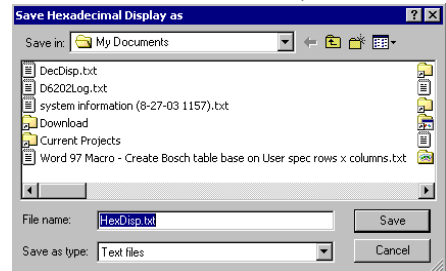 Save Hexadecimal Display as
Save in: My Documents
DecDisp.txt
D6202Log.txt
system information (8-27-03 1157).txt
Download
Current Projects
Word 97 Macro - Create Bosch table base on User spec rows x columns.txt
File name: HexDisp.txt Save
Save as type: Text files Cancel